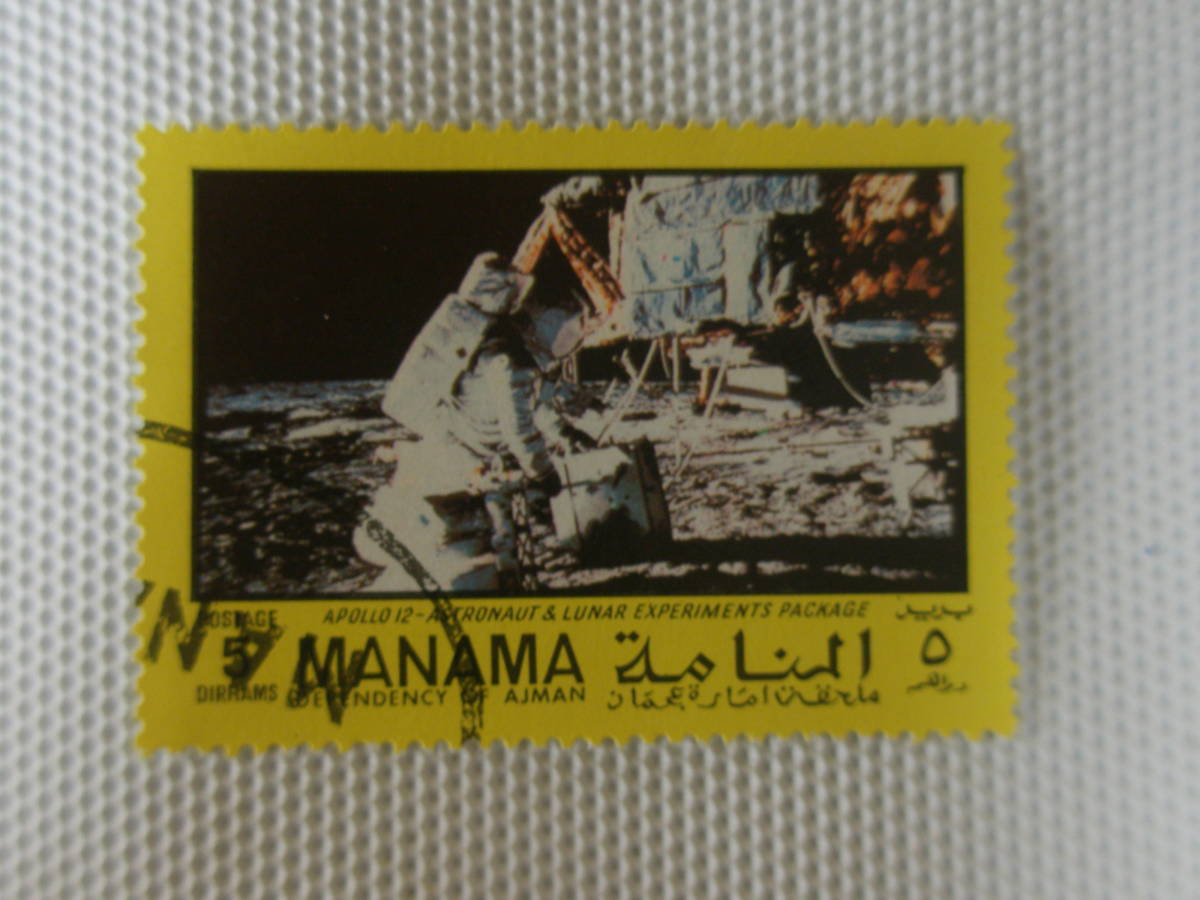 APOLLO 12-ASTRONAUT & LUNAR EXPERIMENTS PACKAGE
POSTAGE
5
DIRHAMS
MANAMA
DEPENDENCY OF AJMAN
المنامة
ملحقة امارة عجمان
بريد
٥